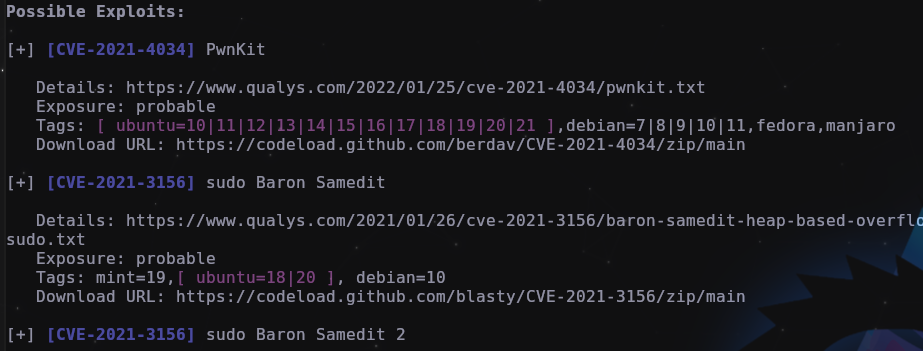 Possible Exploits:
[+] [CVE-2021-4034] PwnKit
Details: https://www.qualys.com/2022/01/25/cve-2021-4034/pwnkit.txt
Exposure: probable
Tags: [ ubuntu=10|11|12|13|14|15|16|17|18|19|20|21 ],debian=7|8|9|10|11,fedora,manjaro
Download URL: https://codeload.github.com/berdav/CVE-2021-4034/zip/main
[+] [CVE-2021-3156] sudo Baron Samedit
Details: https://www.qualys.com/2021/01/26/cve-2021-3156/baron-samedit-heap-based-overflo
sudo.txt
Exposure: probable
Tags: mint=19,[ ubuntu=18|20 ], debian=10
Download URL: https://codeload.github.com/blasty/CVE-2021-3156/zip/main
[+] [CVE-2021-3156] sudo Baron Samedit 2